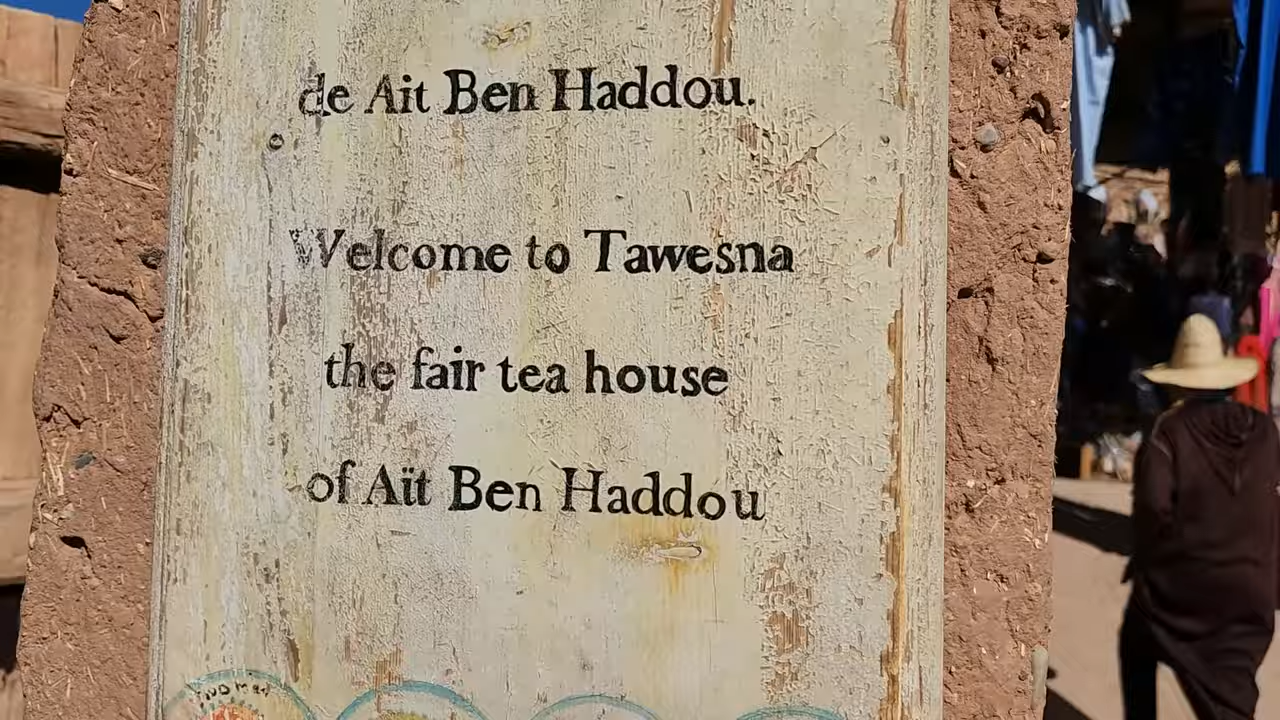 de Ait Ben Haddou.
Welcome to Tawesna
the fair tea house
of Aït Ben Haddou